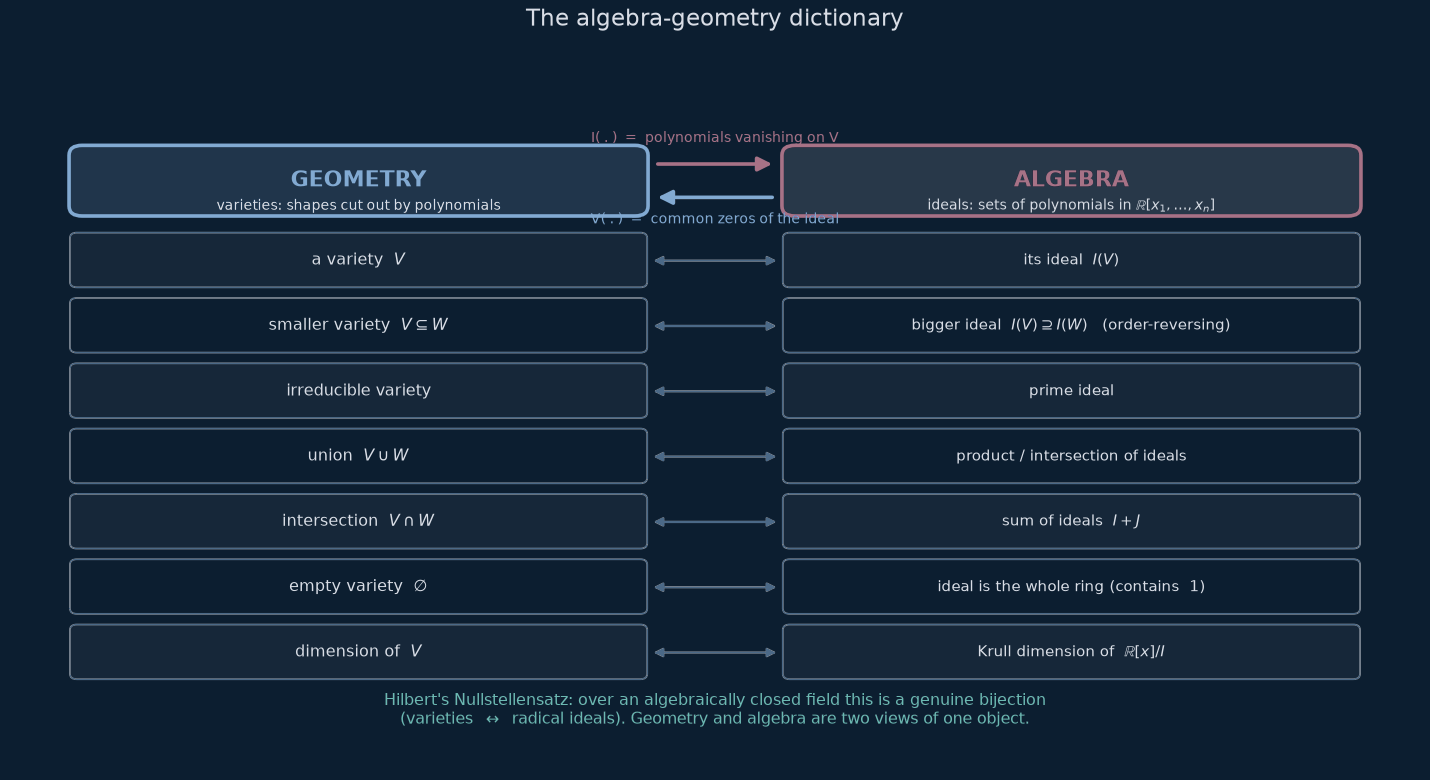 The algebra-geometry dictionary
I( . ) = polynomials vanishing on V
GEOMETRY
varieties: shapes cut out by polynomials
ALGEBRA
ideals: sets of polynomials in ℝ[x₁,…,xₙ]
V( . ) = common zeros of the ideal
a variety V
its ideal I(V)
smaller variety V ⊆ W
bigger ideal I(V) ⊇ I(W) (order-reversing)
irreducible variety
prime ideal
union V ∪ W
product / intersection of ideals
intersection V ∩ W
sum of ideals I + J
empty variety ∅
ideal is the whole ring (contains 1)
dimension of V
Krull dimension of ℝ[x]/I
Hilbert's Nullstellensatz: over an algebraically closed field this is a genuine bijection
(varieties ↔ radical ideals). Geometry and algebra are two views of one object.